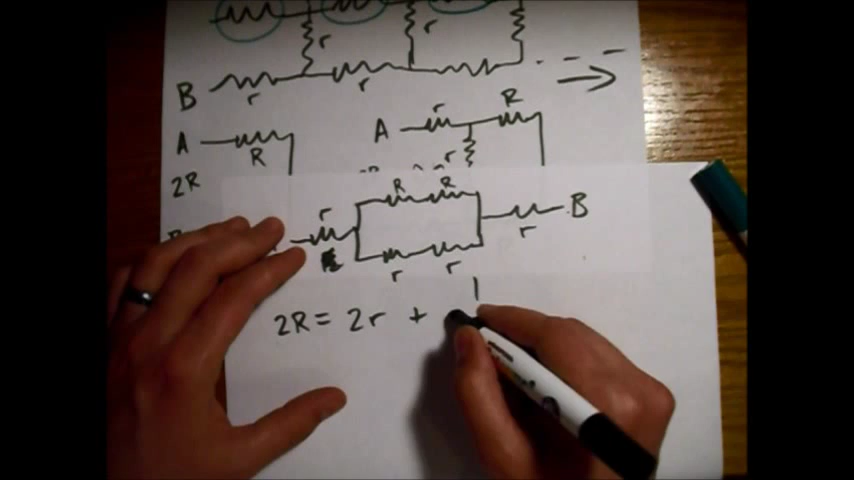 r
r
B r r
A R
A r R
2R r
r R R B
r r r
2R = 2r + 1